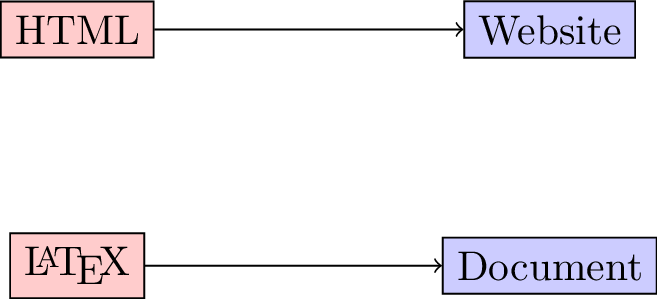 HTML
Website
LATEX
Document